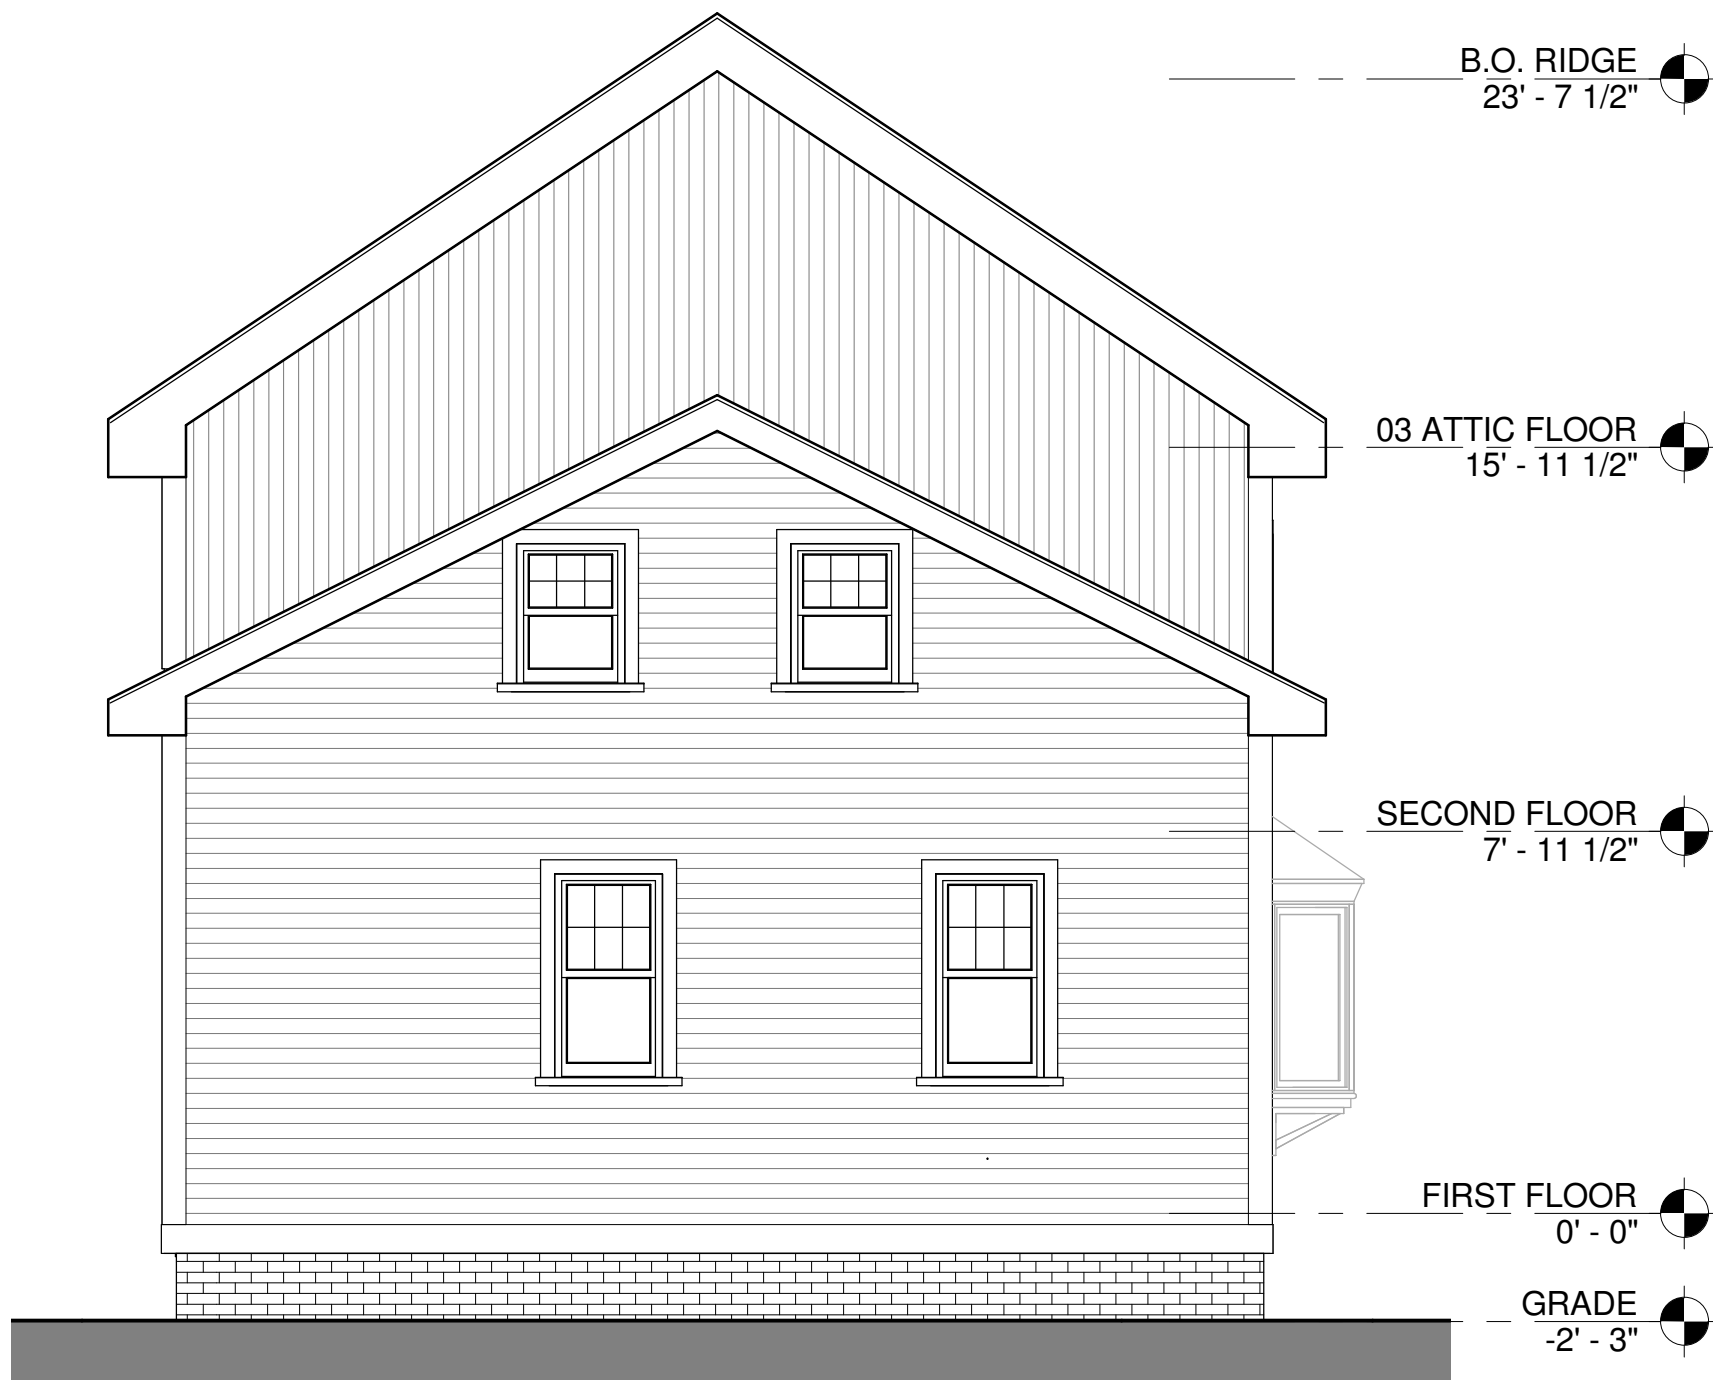 B.O. RIDGE
23' - 7 1/2"
03 ATTIC FLOOR
15' - 11 1/2"
SECOND FLOOR
7' - 11 1/2"
FIRST FLOOR
0' - 0"
GRADE
-2' - 3"